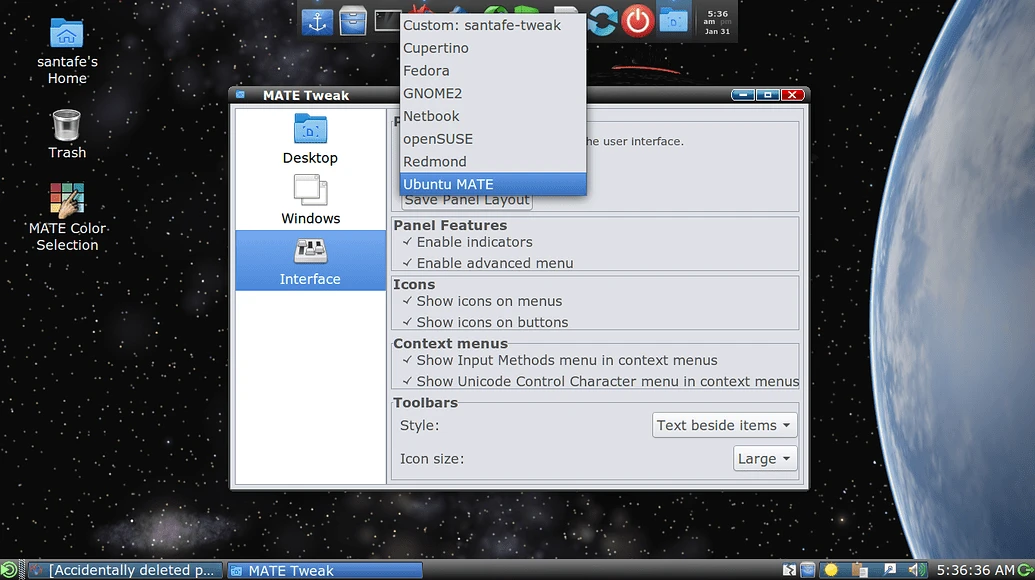 5:36
am pm
Jan 31
santafe's
Home
Trash
MATE Color
Selection
MATE Tweak
Custom: santafe-tweak
Cupertino
Fedora
GNOME2
Netbook
openSUSE
Redmond
Ubuntu MATE
Desktop
Windows
Interface
he user interface.
Save Panel Layout
Panel Features
Enable indicators
Enable advanced menu
Icons
Show icons on menus
Show icons on buttons
Context menus
Show Input Methods menu in context menus
Show Unicode Control Character menu in context menus
Toolbars
Style:
Text beside items
Icon size:
Large
[Accidentally deleted p...
MATE Tweak
5:36:36 AM